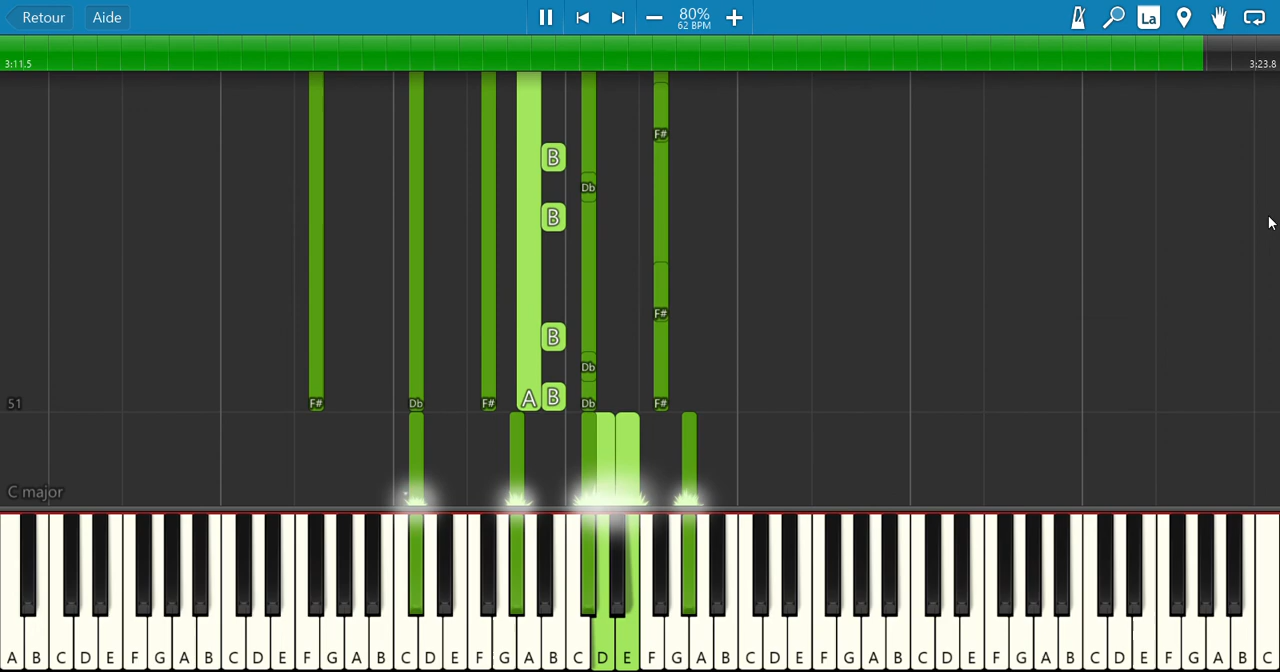 Retour Aide 80% La
62 BPM
3:11.5 3:23.8
F#
B
Db
B
F#
B
Db
51 F# Db F# A B Db F#
C major
A B C D E F G A B C D E F G A B C D E F G A B C D E F G A B C D E F G A B C D E F G A B C D E F G A B C